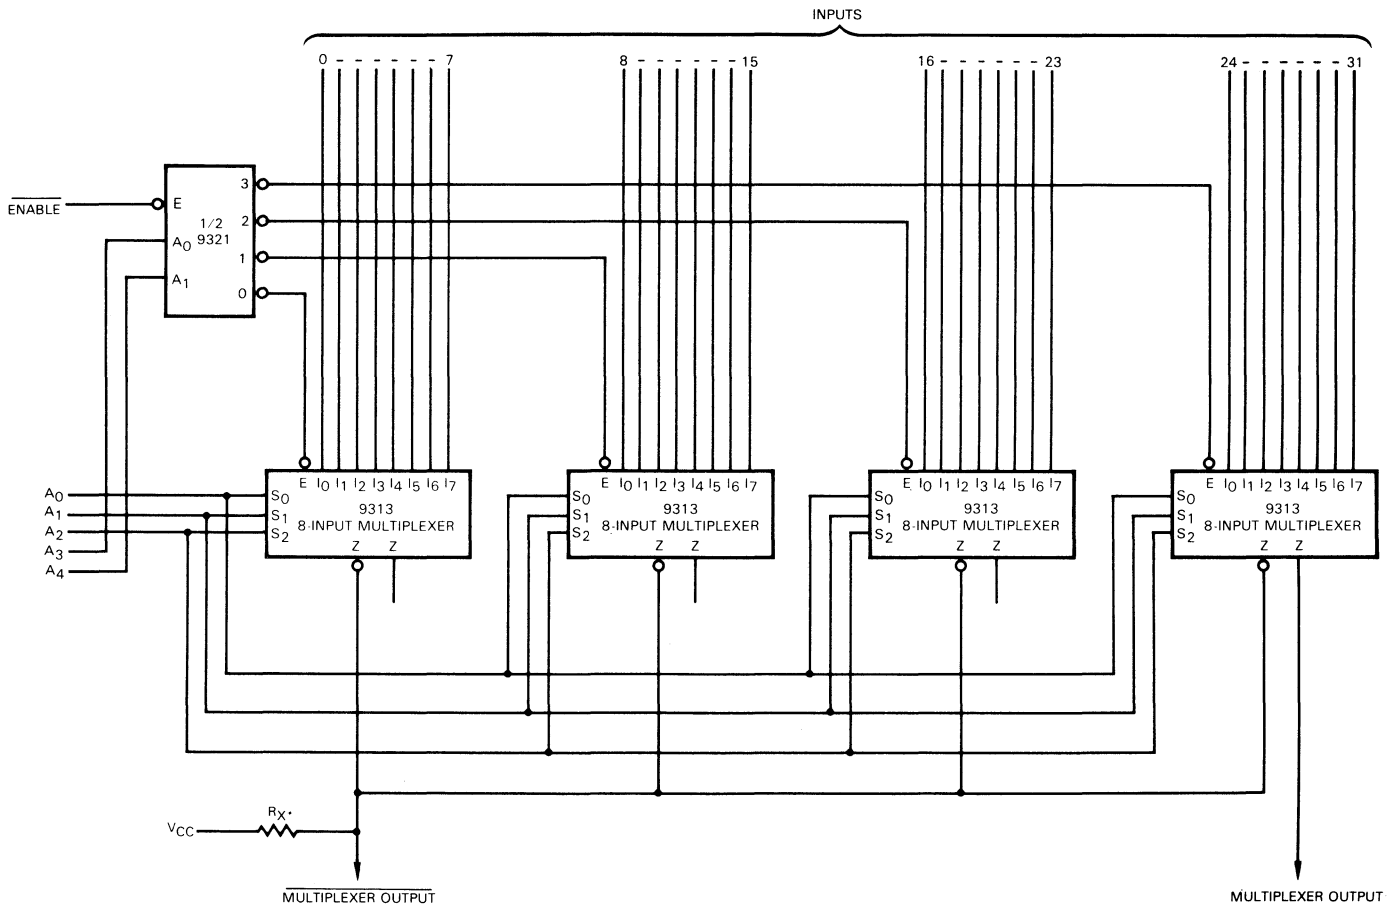 INPUTS
0 - - - - - - 7
8 - - - - - - 15
16 - - - - - - 23
24 - - - - - - 31
ENABLE
E
1/2
9321
A0
A1
3
2
1
0
A0
A1
A2
A3
A4
E I0 I1 I2 I3 I4 I5 I6 I7
S0
S1
S2
9313
8-INPUT MULTIPLEXER
Z Z
E I0 I1 I2 I3 I4 I5 I6 I7
S0
S1
S2
9313
8-INPUT MULTIPLEXER
Z Z
E I0 I1 I2 I3 I4 I5 I6 I7
S0
S1
S2
9313
8-INPUT MULTIPLEXER
Z Z
E I0 I1 I2 I3 I4 I5 I6 I7
S0
S1
S2
9313
8-INPUT MULTIPLEXER
Z Z
VCC
RX*
MULTIPLEXER OUTPUT
MULTIPLEXER OUTPUT